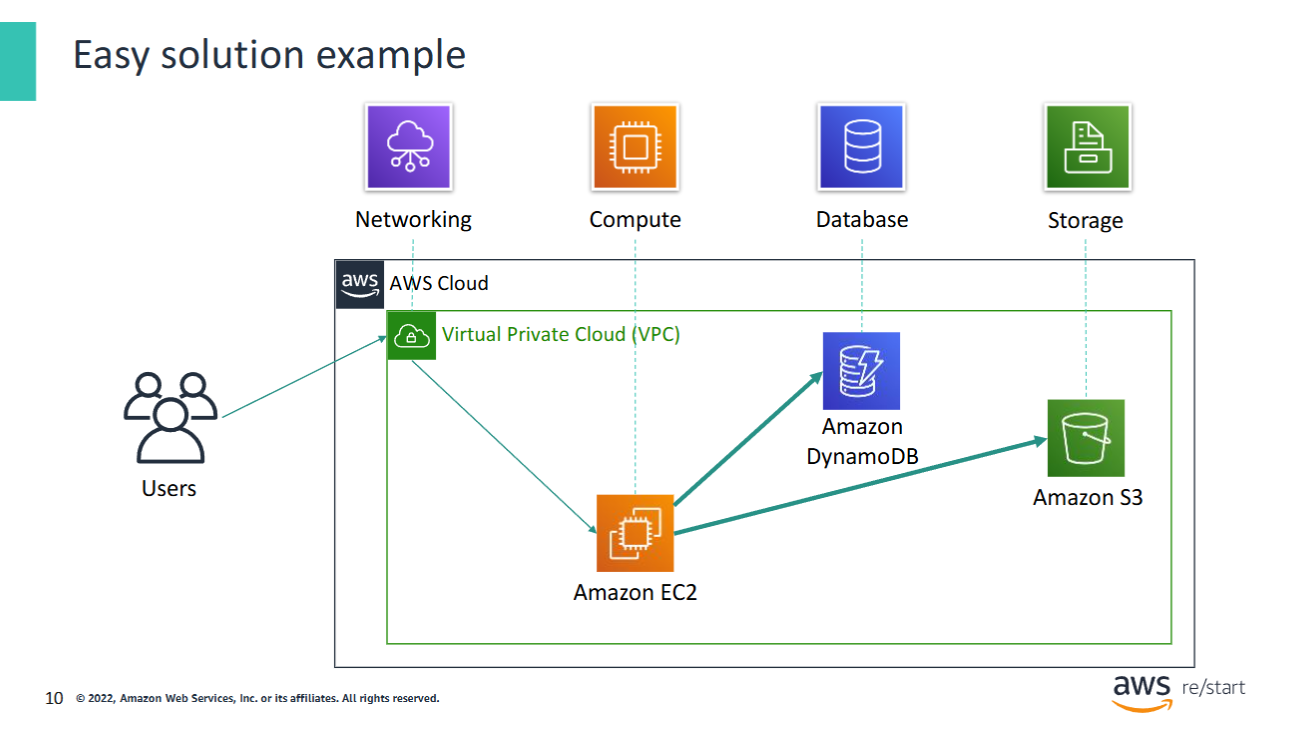 Easy solution example
Networking
Compute
Database
Storage
aws
AWS Cloud
Virtual Private Cloud (VPC)
Users
Amazon
DynamoDB
Amazon S3
Amazon EC2
10
© 2022, Amazon Web Services, Inc. or its affiliates. All rights reserved.
aws re/start